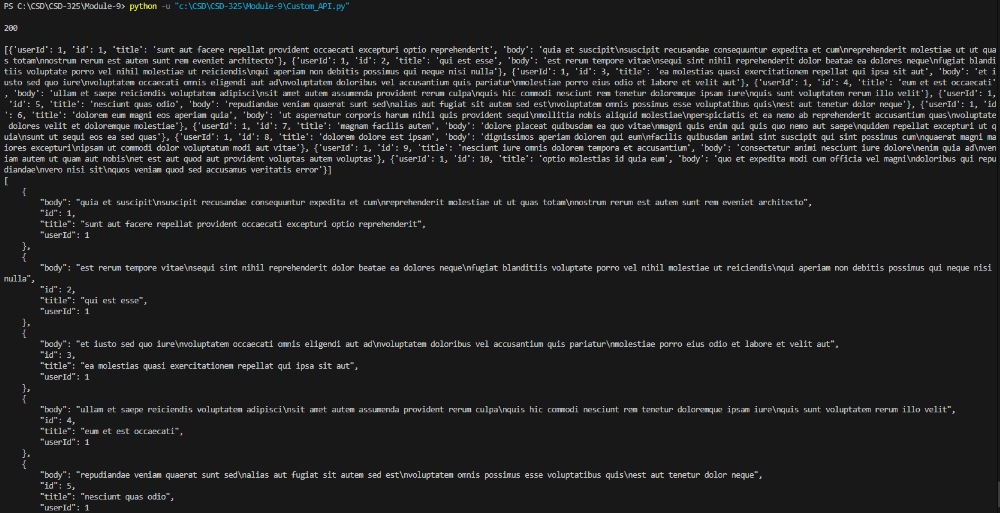 PS C:\CSD\CSD-325\Module-9> python -u "c:\CSD\CSD-325\Module-9\Custom_API.py"
200
[{'userId': 1, 'id': 1, 'title': 'sunt aut facere repellat provident occaecati excepturi optio reprehenderit', 'body': 'quia et suscipit\nsuscipit recusandae consequuntur expedita et cum\nreprehenderit molestiae ut ut qua
s totam\nnostrum rerum est autem sunt rem eveniet architecto'}, {'userId': 1, 'id': 2, 'title': 'qui est esse', 'body': 'est rerum tempore vitae\nsequi sint nihil reprehenderit dolor beatae ea dolores neque\nfugiat blandi
tiis voluptate porro vel nihil molestiae ut reiciendis\nqui aperiam non debitis possimus qui neque nisi nulla'}, {'userId': 1, 'id': 3, 'title': 'ea molestias quasi exercitationem repellat qui ipsa sit aut', 'body': 'et i
usto sed quo iure\nvoluptatem occaecati omnis eligendi aut ad\nvoluptatem doloribus vel accusantium quis pariatur\nmolestiae porro eius odio et labore et velit aut'}, {'userId': 1, 'id': 4, 'title': 'eum et est occaecati'
, 'body': 'ullam et saepe reiciendis voluptatem adipisci\nsit amet autem assumenda provident rerum culpa\nquis hic commodi nesciunt rem tenetur doloremque ipsam iure\nquis sunt voluptatem rerum illo velit'}, {'userId': 1,
 'id': 5, 'title': 'nesciunt quas odio', 'body': 'repudiandae veniam quaerat sunt sed\nalias aut fugiat sit autem sed est\nvoluptatem omnis possimus esse voluptatibus quis\nest aut tenetur dolor neque'}, {'userId': 1, 'id
': 6, 'title': 'dolorem eum magni eos aperiam quia', 'body': 'ut aspernatur corporis harum nihil quis provident sequi\nmollitia nobis aliquid molestiae\nperspiciatis et ea nemo ab reprehenderit accusantium quas\nvoluptate
 dolores velit et doloremque molestiae'}, {'userId': 1, 'id': 7, 'title': 'magnam facilis autem', 'body': 'dolore placeat quibusdam ea quo vitae\nmagni quis enim qui quis quo nemo aut saepe\nquidem repellat excepturi ut q
uia\nsunt ut sequi eos ea sed quas'}, {'userId': 1, 'id': 8, 'title': 'dolorem dolore est ipsam', 'body': 'dignissimos aperiam dolorem qui eum\nfacilis quibusdam animi sint suscipit qui sint possimus cum\nquaerat magni ma
iores excepturi\nipsam ut commodi dolor voluptatum modi aut vitae'}, {'userId': 1, 'id': 9, 'title': 'nesciunt iure omnis dolorem tempora et accusantium', 'body': 'consectetur animi nesciunt iure dolore\nenim quia ad\nven
iam autem ut quam aut nobis\net est aut quod aut provident voluptas autem voluptas'}, {'userId': 1, 'id': 10, 'title': 'optio molestias id quia eum', 'body': 'quo et expedita modi cum officia vel magni\ndoloribus qui repu
diandae\nvero nisi sit\nquos veniam quod sed accusamus veritatis error'}]
[
    {
        "body": "quia et suscipit\nsuscipit recusandae consequuntur expedita et cum\nreprehenderit molestiae ut ut quas totam\nnostrum rerum est autem sunt rem eveniet architecto",
        "id": 1,
        "title": "sunt aut facere repellat provident occaecati excepturi optio reprehenderit",
        "userId": 1
    },
    {
        "body": "est rerum tempore vitae\nsequi sint nihil reprehenderit dolor beatae ea dolores neque\nfugiat blanditiis voluptate porro vel nihil molestiae ut reiciendis\nqui aperiam non debitis possimus qui neque nisi
nulla",
        "id": 2,
        "title": "qui est esse",
        "userId": 1
    },
    {
        "body": "et iusto sed quo iure\nvoluptatem occaecati omnis eligendi aut ad\nvoluptatem doloribus vel accusantium quis pariatur\nmolestiae porro eius odio et labore et velit aut",
        "id": 3,
        "title": "ea molestias quasi exercitationem repellat qui ipsa sit aut",
        "userId": 1
    },
    {
        "body": "ullam et saepe reiciendis voluptatem adipisci\nsit amet autem assumenda provident rerum culpa\nquis hic commodi nesciunt rem tenetur doloremque ipsam iure\nquis sunt voluptatem rerum illo velit",
        "id": 4,
        "title": "eum et est occaecati",
        "userId": 1
    },
    {
        "body": "repudiandae veniam quaerat sunt sed\nalias aut fugiat sit autem sed est\nvoluptatem omnis possimus esse voluptatibus quis\nest aut tenetur dolor neque",
        "id": 5,
        "title": "nesciunt quas odio",
        "userId": 1